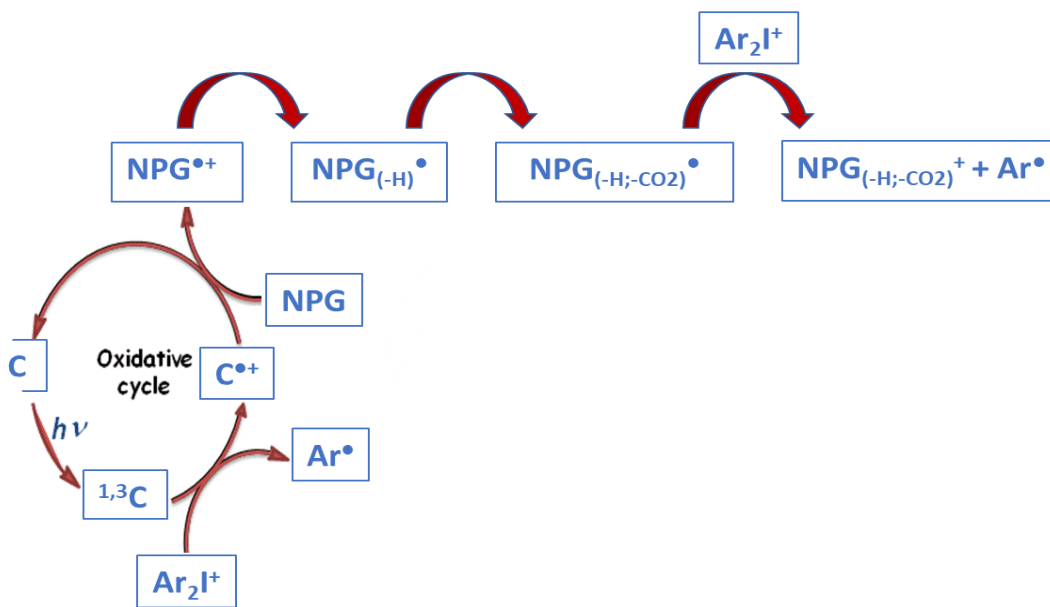 Ar₂I⁺
NPG•⁺
NPG₍₋H₎•
NPG₍₋H;₋CO2₎•
NPG₍₋H;₋CO2₎⁺ + Ar•
NPG
C
Oxidative
cycle
C•⁺
hν
Ar•
¹,³C
Ar₂I⁺